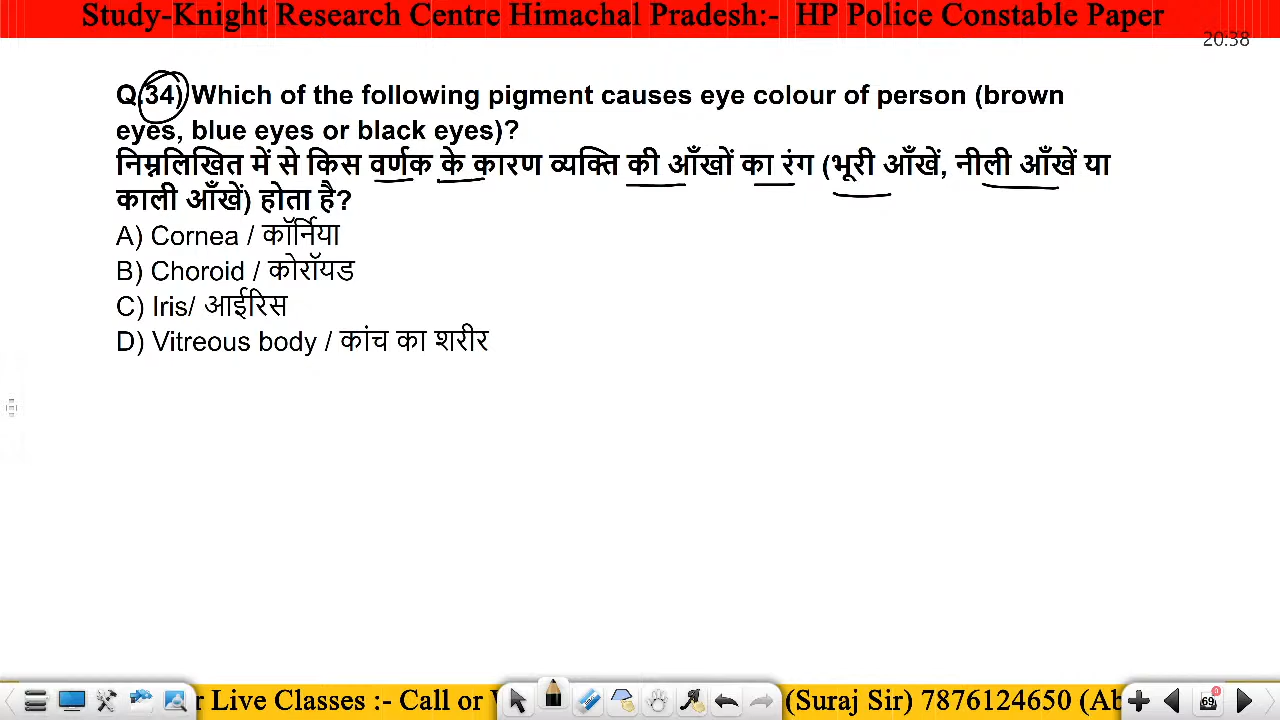 Study-Knight Research Centre Himachal Pradesh:- HP Police Constable Paper
20:38
Q.34) Which of the following pigment causes eye colour of person (brown
eyes, blue eyes or black eyes)?
निम्नलिखित में से किस वर्णक के कारण व्यक्ति की आँखों का रंग (भूरी आँखें, नीली आँखें या
काली आँखें) होता है?
A) Cornea / कॉर्निया
B) Choroid / कोरॉयड
C) Iris/ आईरिस
D) Vitreous body / कांच का शरीर
r Live Classes :- Call or (Suraj Sir) 7876124650 (Ab
69